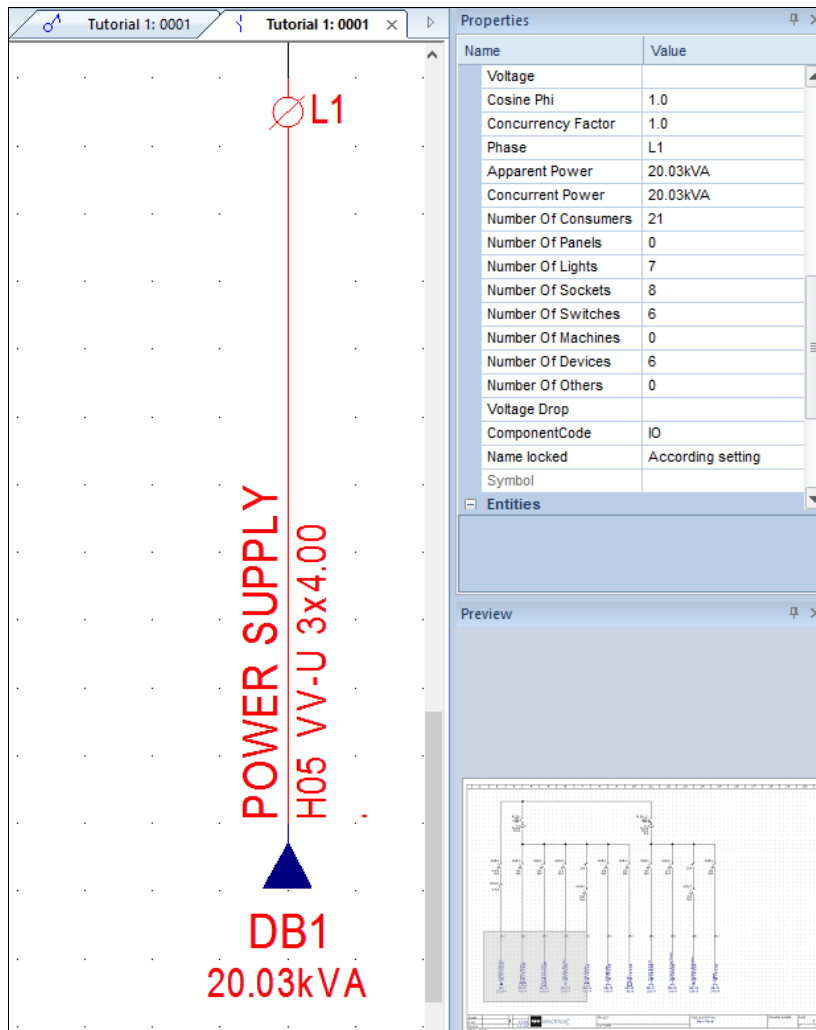 Tutorial 1: 0001
Tutorial 1: 0001
L1
POWER SUPPLY
H05 VV-U 3x4.00
DB1
20.03kVA
Properties
Name Value
Voltage
Cosine Phi 1.0
Concurrency Factor 1.0
Phase L1
Apparent Power 20.03kVA
Concurrent Power 20.03kVA
Number Of Consumers 21
Number Of Panels 0
Number Of Lights 7
Number Of Sockets 8
Number Of Switches 6
Number Of Machines 0
Number Of Devices 6
Number Of Others 0
Voltage Drop
ComponentCode IO
Name locked According setting
Symbol
Entities
Preview